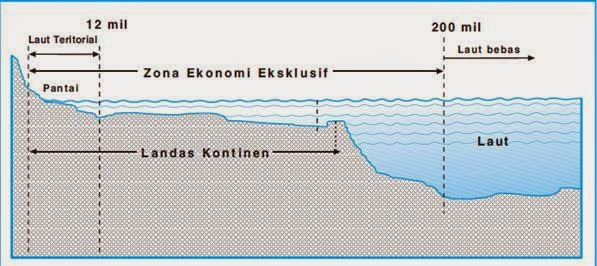 12 mil
200 mil
Laut Teritorial
Laut bebas
Zona Ekonomi Eksklusif
Pantai
Laut
Landas Kontinen